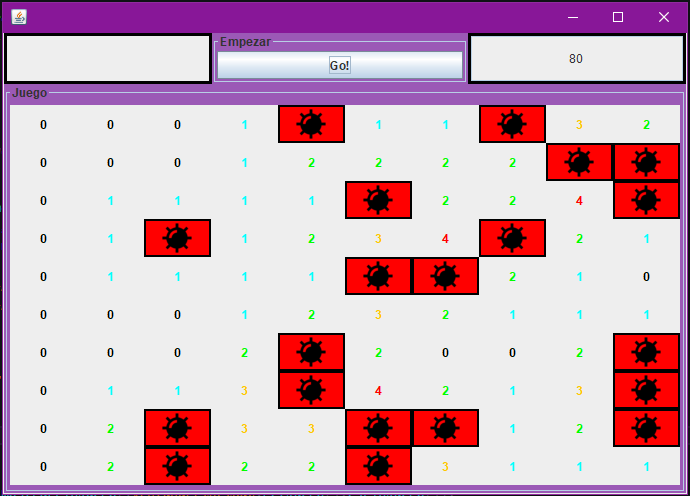 Empezar
Go!
80
Juego
0 0 0 1 1 1 3 2
0 0 0 1 2 2 2 2
0 1 1 1 1 2 2 4
0 1 1 2 3 4 2 1
0 1 1 1 1 2 1 0
0 0 0 1 2 3 2 1 1 1
0 0 0 2 2 0 0 2
0 1 1 3 4 2 1 3
0 2 3 3 1 2
0 2 2 2 3 1 1 1